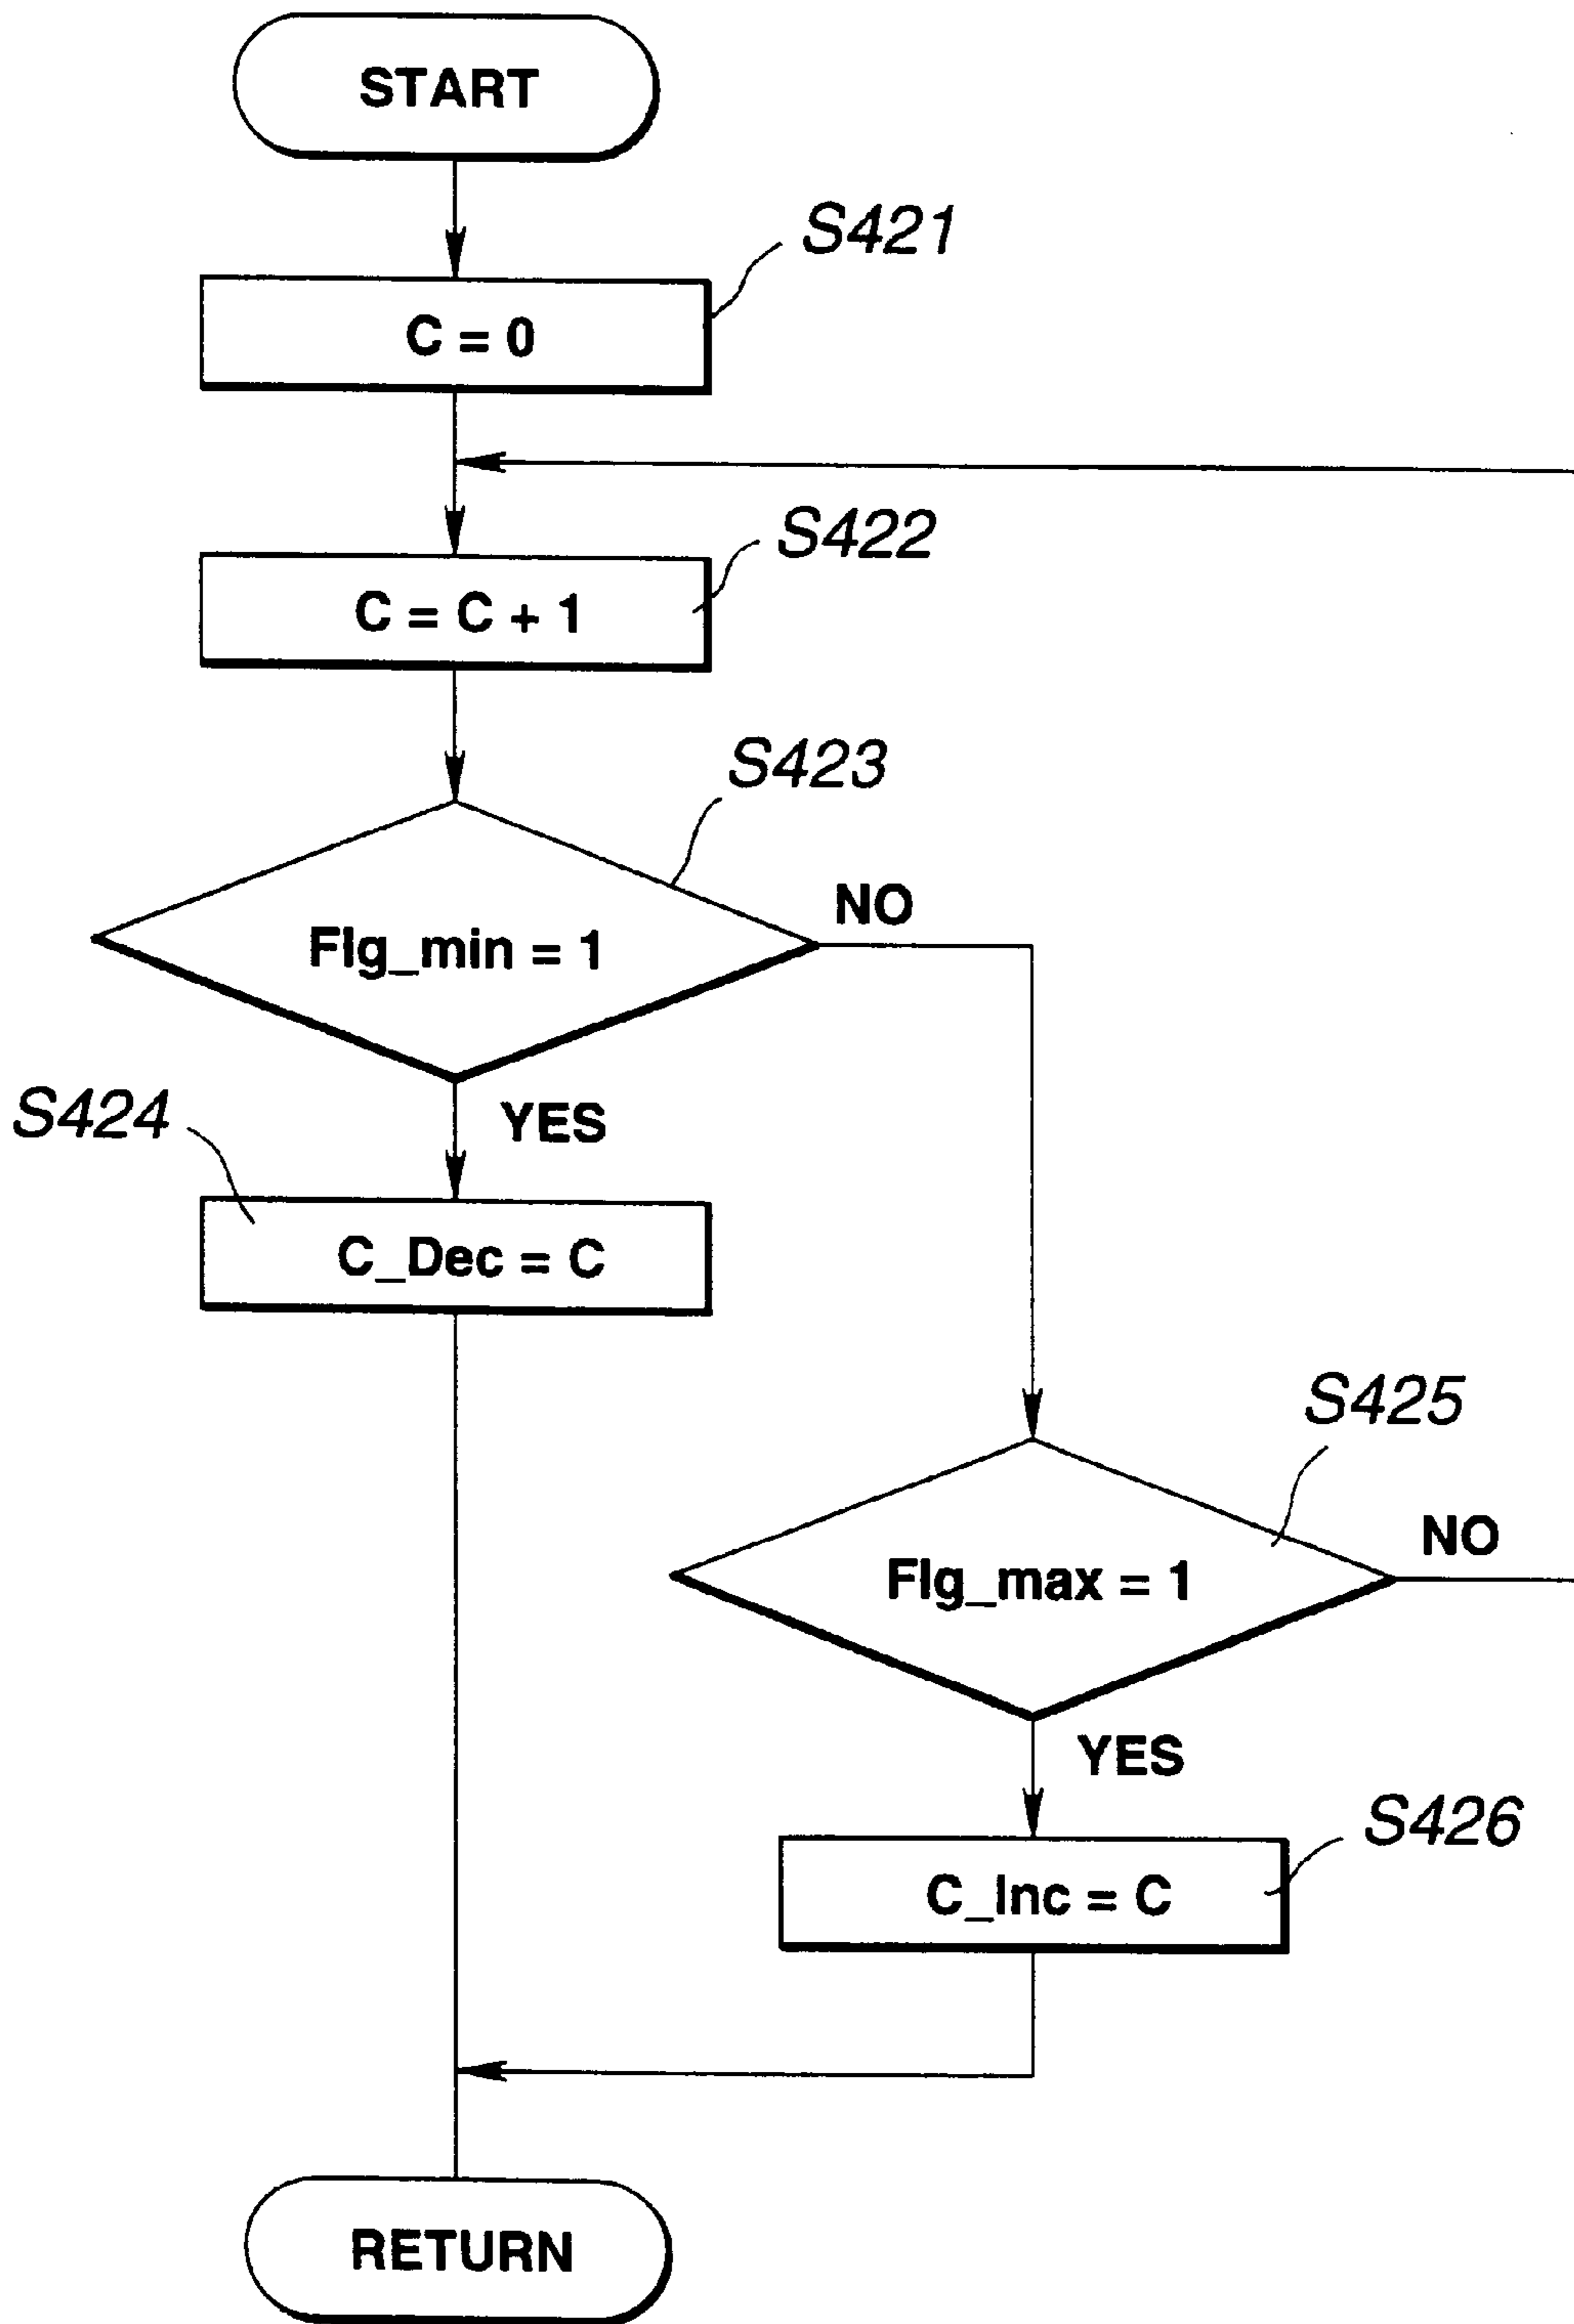 START
S421
C = 0
S422
C = C + 1
S423
NO
Flg_min = 1
S424
YES
C_Dec = C
S425
NO
Flg_max = 1
YES
S426
C_Inc = C
RETURN